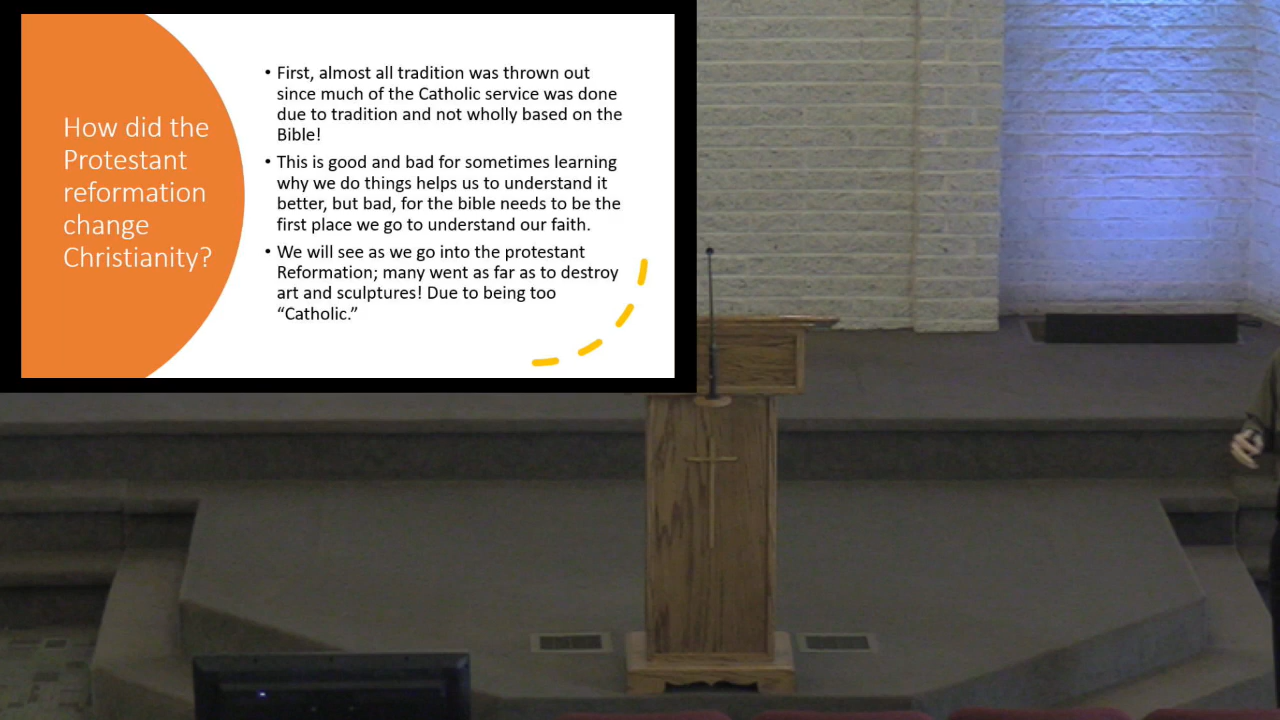 How did the
Protestant
reformation
change
Christianity?
• First, almost all tradition was thrown out
since much of the Catholic service was done
due to tradition and not wholly based on the
Bible!
• This is good and bad for sometimes learning
why we do things helps us to understand it
better, but bad, for the bible needs to be the
first place we go to understand our faith.
• We will see as we go into the protestant
Reformation; many went as far as to destroy
art and sculptures! Due to being too
“Catholic.”